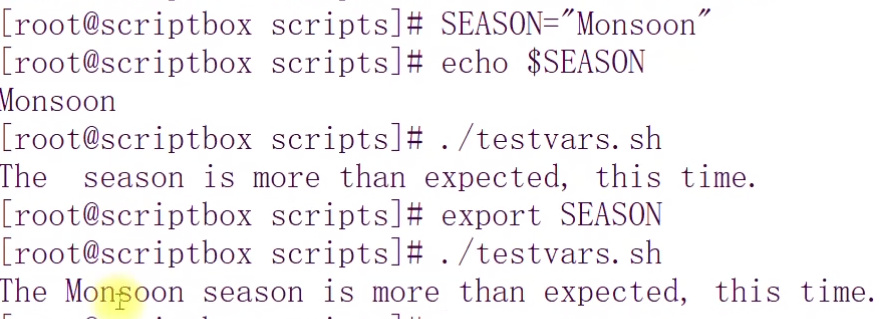 [root@scriptbox scripts]# SEASON="Monsoon"
[root@scriptbox scripts]# echo $SEASON
Monsoon
[root@scriptbox scripts]# ./testvars.sh
The  season is more than expected, this time.
[root@scriptbox scripts]# export SEASON
[root@scriptbox scripts]# ./testvars.sh
The Monsoon season is more than expected, this time.